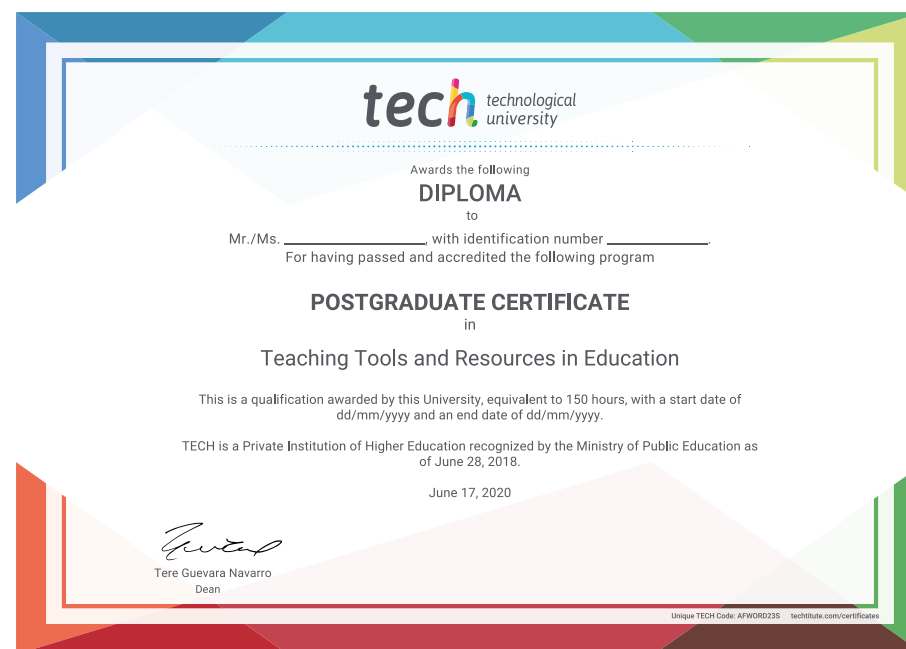 tech technological
university
Awards the following
DIPLOMA
to
Mr./Ms. ____________________, with identification number ______________.
For having passed and accredited the following program
POSTGRADUATE CERTIFICATE
in
Teaching Tools and Resources in Education
This is a qualification awarded by this University, equivalent to 150 hours, with a start date of
dd/mm/yyyy and an end date of dd/mm/yyyy.
TECH is a Private Institution of Higher Education recognized by the Ministry of Public Education as
of June 28, 2018.
June 17, 2020
Tere Guevara Navarro
Dean
Unique TECH Code: AFWORD23S techtitute.com/certificates